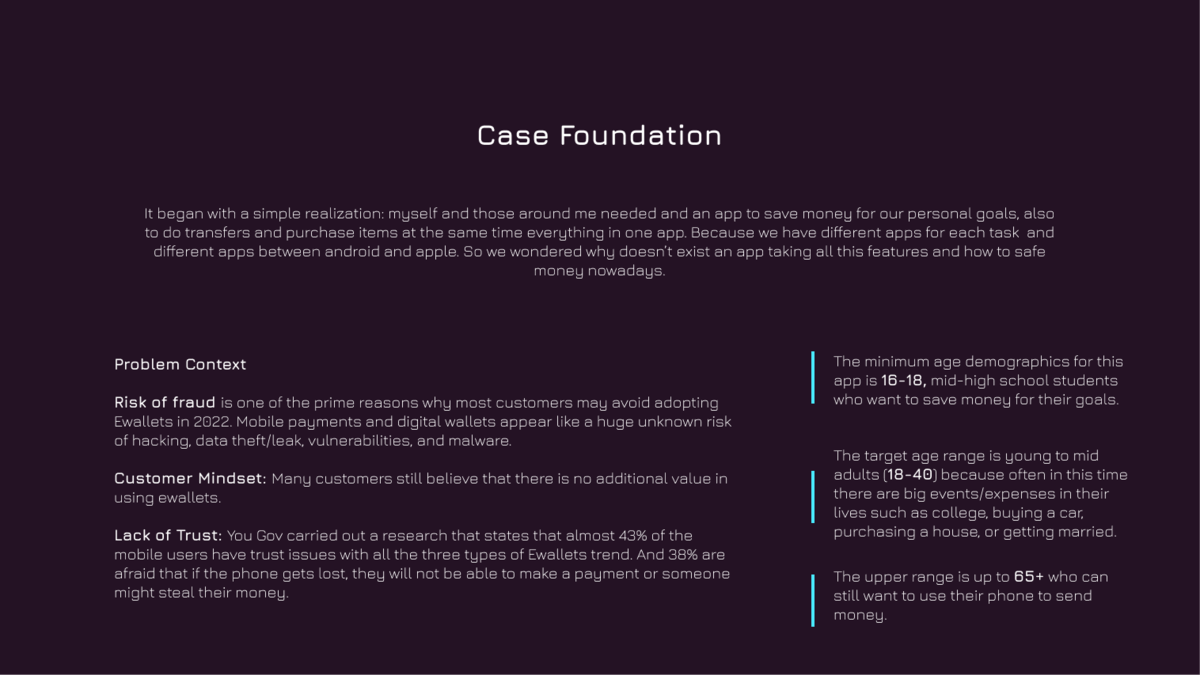 Case Foundation
It began with a simple realization: myself and those around me needed and an app to save money for our personal goals, also
to do transfers and purchase items at the same time everything in one app. Because we have different apps for each task and
different apps between android and apple. So we wondered why doesn't exist an app taking all this features and how to safe
money nowadays.
Problem Context
Risk of fraud is one of the prime reasons why most customers may avoid adopting
Ewallets in 2022. Mobile payments and digital wallets appear like a huge unknown risk
of hacking, data theft/leak, vulnerabilities, and malware.
Customer Mindset: Many customers still believe that there is no additional value in
using ewallets.
Lack of Trust: You Gov carried out a research that states that almost 43% of the
mobile users have trust issues with all the three types of Ewallets trend. And 38% are
afraid that if the phone gets lost, they will not be able to make a payment or someone
might steal their money.
The minimum age demographics for this
app is 16-18, mid-high school students
who want to save money for their goals.
The target age range is young to mid
adults (18-40) because often in this time
there are big events/expenses in their
lives such as college, buying a car,
purchasing a house, or getting married.
The upper range is up to 65+ who can
still want to use their phone to send
money.